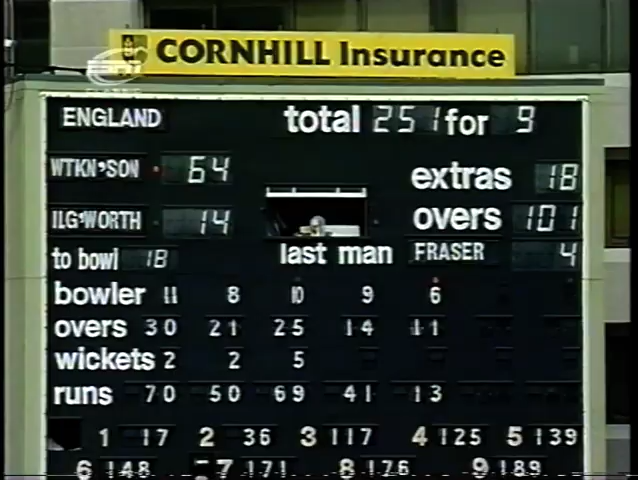 CORNHILL Insurance
ESPN
CLASSIC
ENGLAND total 251 for 9
WTKN'SON 64 extras 18
ILG'WORTH 14 overs 101
to bowl 18 last man FRASER 4
bowler 11 8 10 9 6
overs 30 21 25 14 11
wickets 2 2 5
runs 70 50 69 41 13
1 17 2 36 3 117 4 125 5 139
6 148 7 171 8 176 9 189